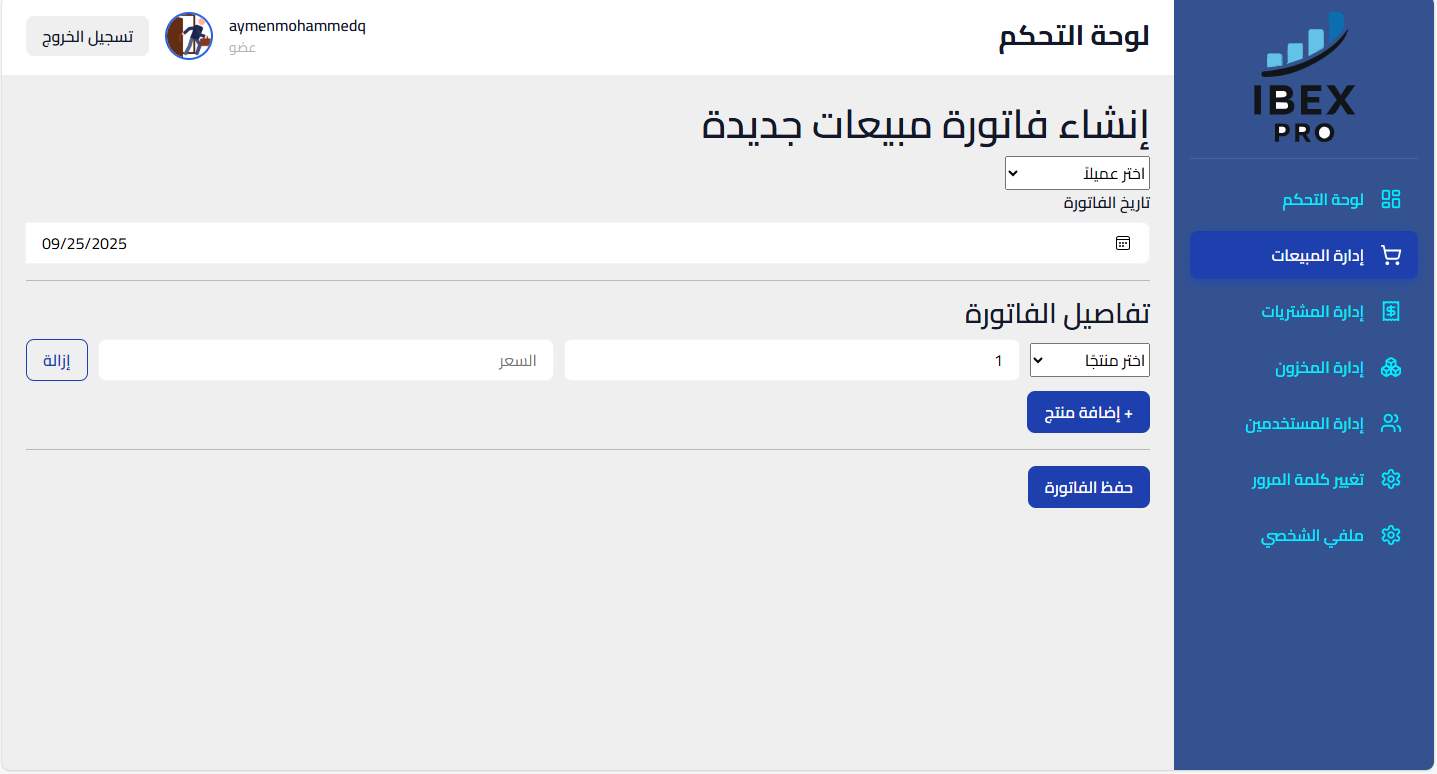 IBEX
PRO
لوحة التحكم
إدارة المبيعات
إدارة المشتريات
إدارة المخزون
إدارة المستخدمين
تغيير كلمة المرور
ملفي الشخصي
لوحة التحكم
aymenmohammedq
عضو
تسجيل الخروج
إنشاء فاتورة مبيعات جديدة
اختر عميلاً
تاريخ الفاتورة
09/25/2025
تفاصيل الفاتورة
اختر منتجًا 1 السعر إزالة
+ إضافة منتج
حفظ الفاتورة